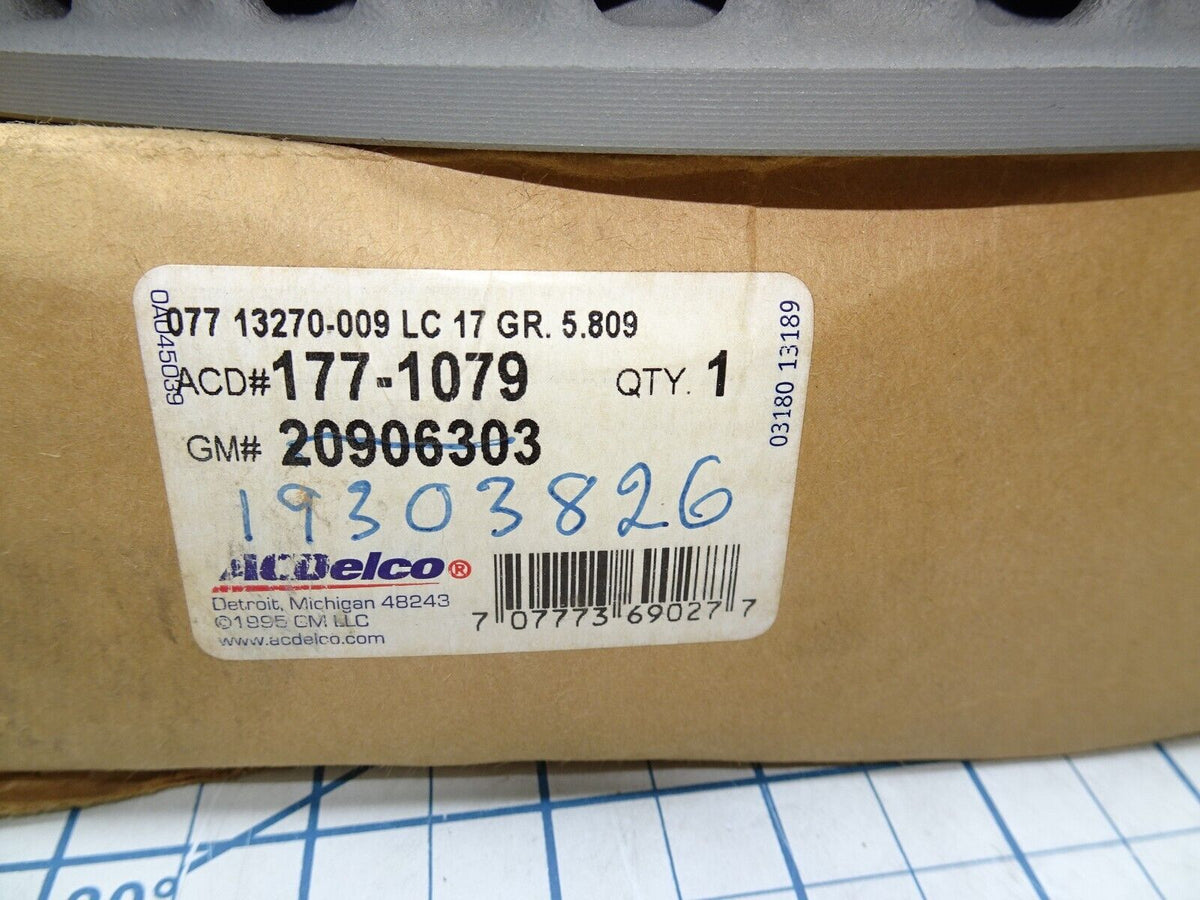 077 13270-009 LC 17 GR. 5.809
0A045039
ACD# 177-1079 QTY. 1
03180 13189
GM# 20906303
19303826
ACDelco®
Detroit, Michigan 48243
©1995 GM LLC
www.acdelco.com
7 07773 69027 7